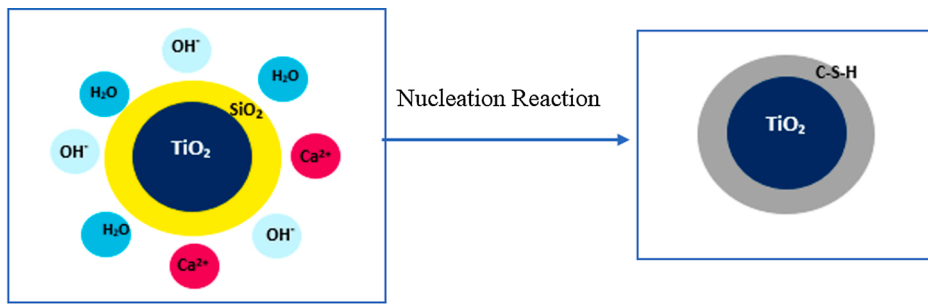 OH⁻
H₂O
H₂O
SiO₂
OH⁻
TiO₂
Ca²⁺
H₂O
OH⁻
Ca²⁺
Nucleation Reaction
C-S-H
TiO₂